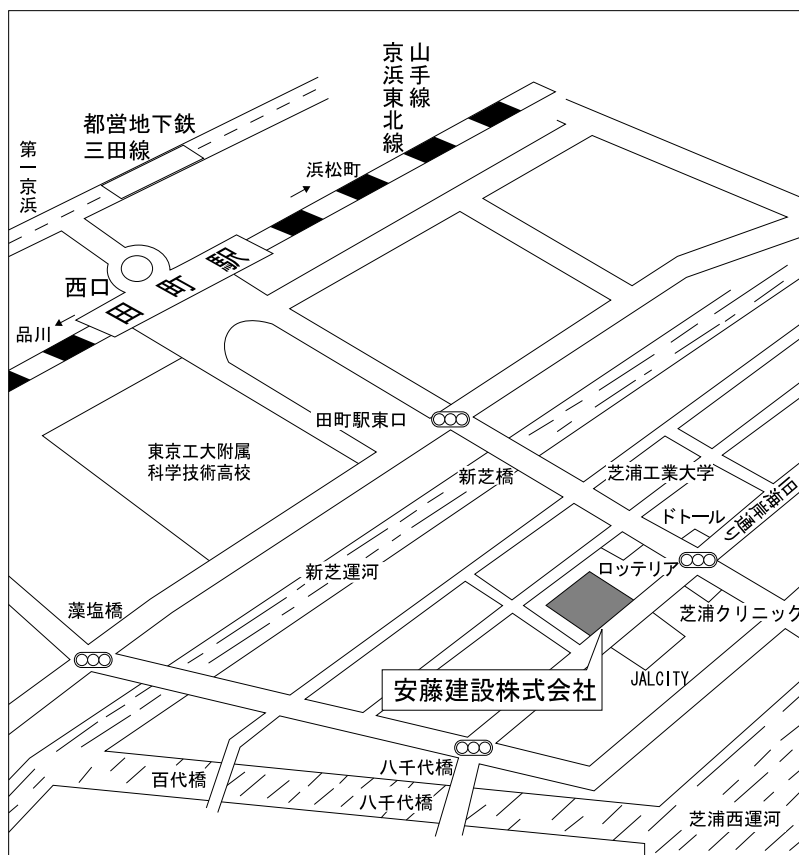 山手線
京浜東北線
都営地下鉄
三田線
第一京浜
浜松町
田町駅
西口
品川
田町駅東口
東京工大附属
科学技術高校
新芝橋
芝浦工業大学
ドトール
旧海岸通り
ロッテリア
新芝運河
芝浦クリニック
藻塩橋
JALCITY
安藤建設株式会社
八千代橋
百代橋
八千代橋
芝浦西運河